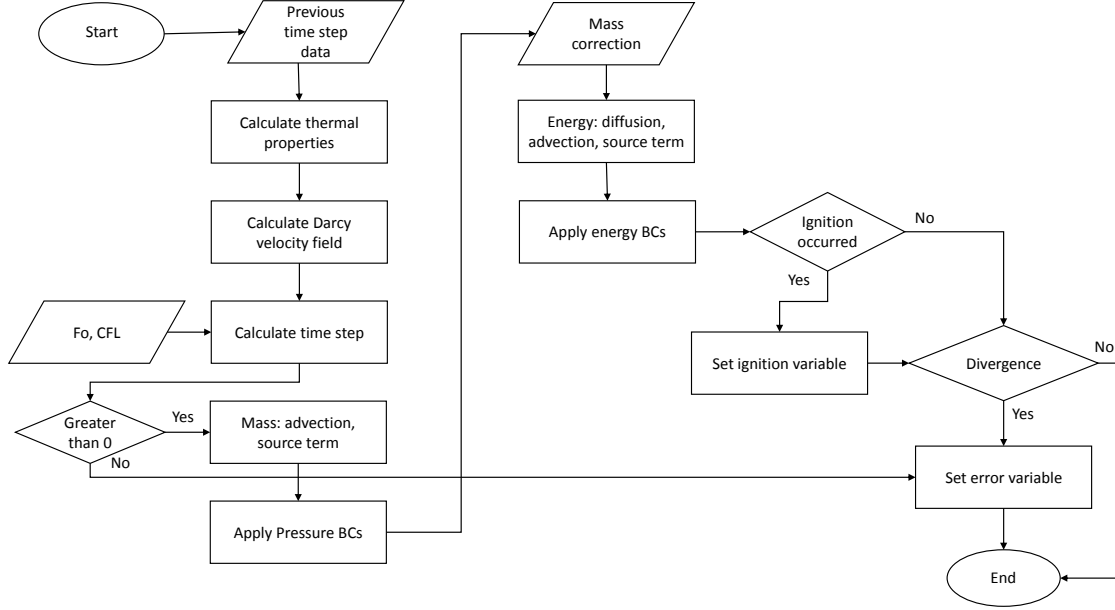 Start
Previous
time step
data
Calculate thermal
properties
Calculate Darcy
velocity field
Fo, CFL
Calculate time step
Greater
than 0
Yes
No
Mass: advection,
source term
Apply Pressure BCs
Mass
correction
Energy: diffusion,
advection, source term
Apply energy BCs
Ignition
occurred
No
Yes
Set ignition variable
Divergence
No
Yes
Set error variable
End